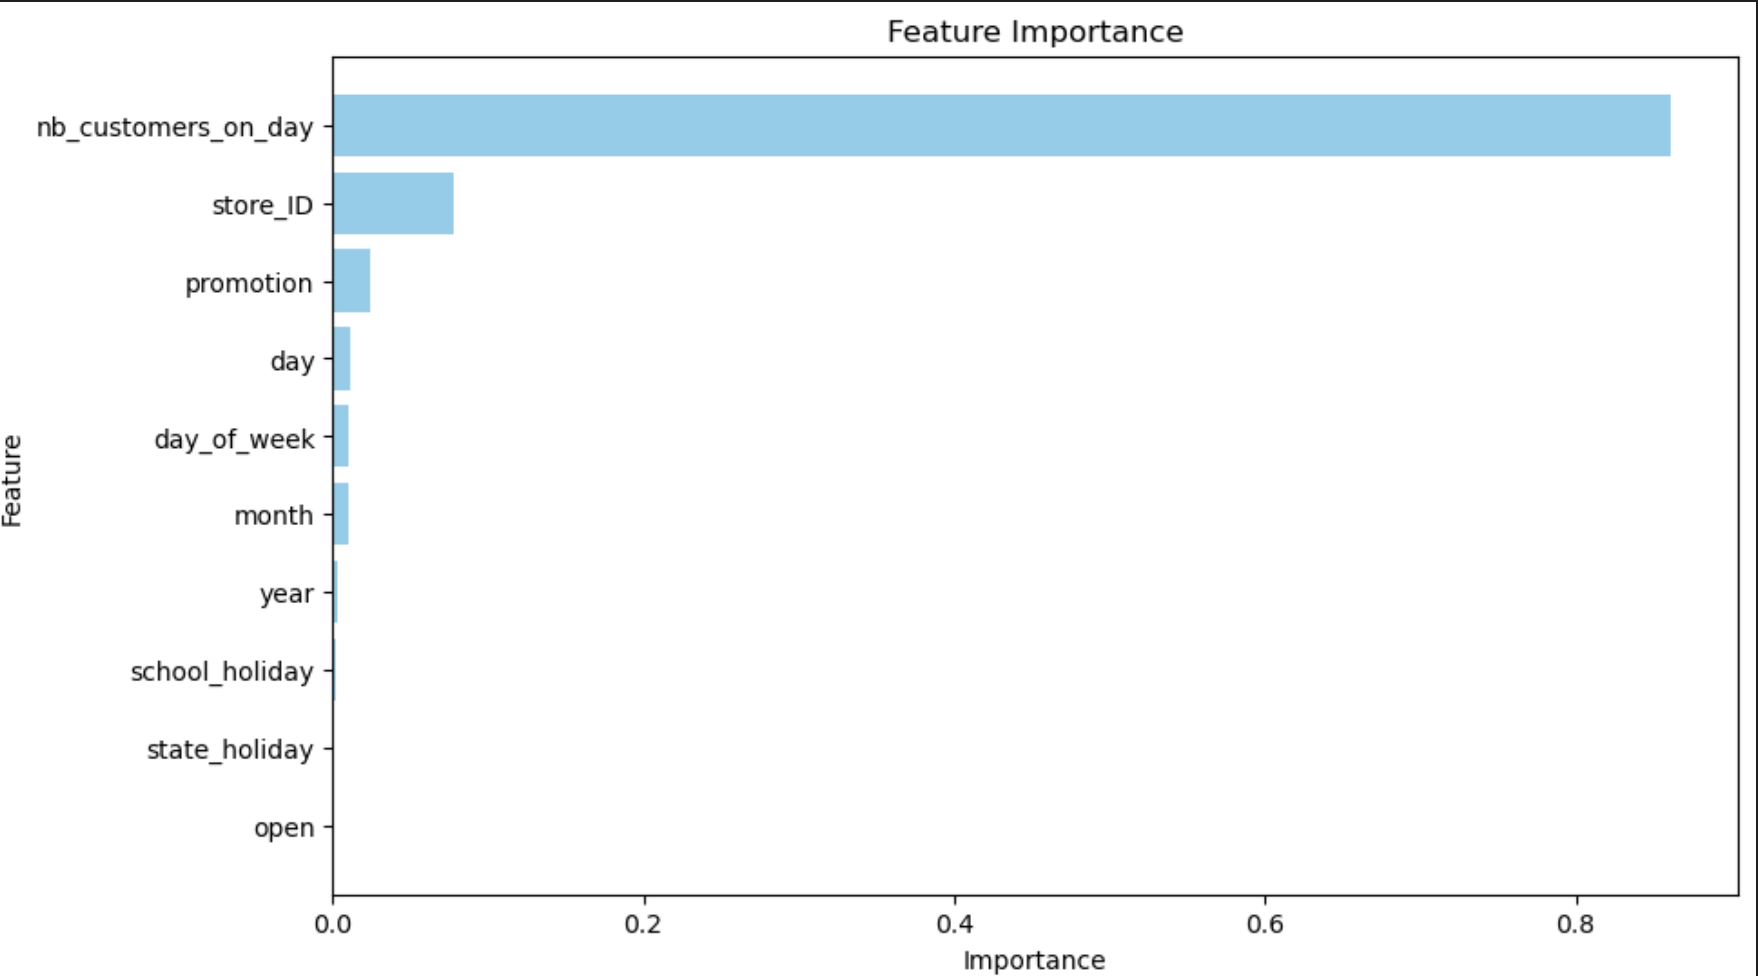 Feature Importance
nb_customers_on_day
store_ID
promotion
day
day_of_week
month
year
school_holiday
state_holiday
open
Feature
0.0 0.2 0.4 0.6 0.8
Importance